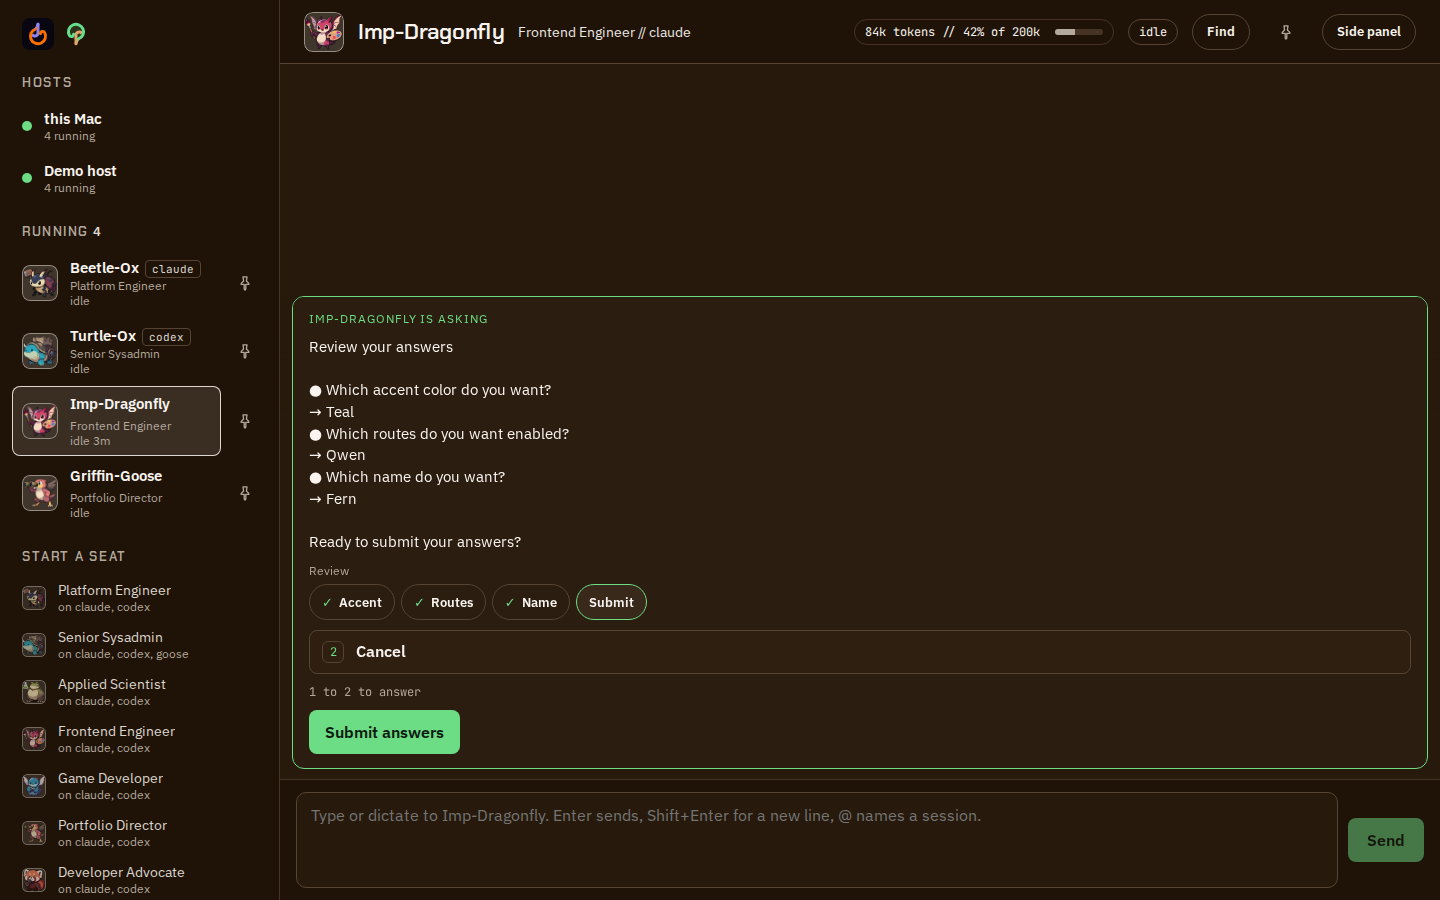 HOSTS
this Mac
4 running
Demo host
4 running
RUNNING 4
Beetle-Ox claude
Platform Engineer
idle
Turtle-Ox codex
Senior Sysadmin
idle
Imp-Dragonfly
Frontend Engineer
idle 3m
Griffin-Goose
Portfolio Director
idle
START A SEAT
Platform Engineer
on claude, codex
Senior Sysadmin
on claude, codex, goose
Applied Scientist
on claude, codex
Frontend Engineer
on claude, codex
Game Developer
on claude, codex
Portfolio Director
on claude, codex
Developer Advocate
on claude, codex
Imp-Dragonfly Frontend Engineer // claude
84k tokens // 42% of 200k
idle
Find
Side panel
IMP-DRAGONFLY IS ASKING
Review your answers
● Which accent color do you want?
→ Teal
● Which routes do you want enabled?
→ Qwen
● Which name do you want?
→ Fern
Ready to submit your answers?
Review
✓ Accent ✓ Routes ✓ Name Submit
2 Cancel
1 to 2 to answer
Submit answers
Type or dictate to Imp-Dragonfly. Enter sends, Shift+Enter for a new line, @ names a session.
Send